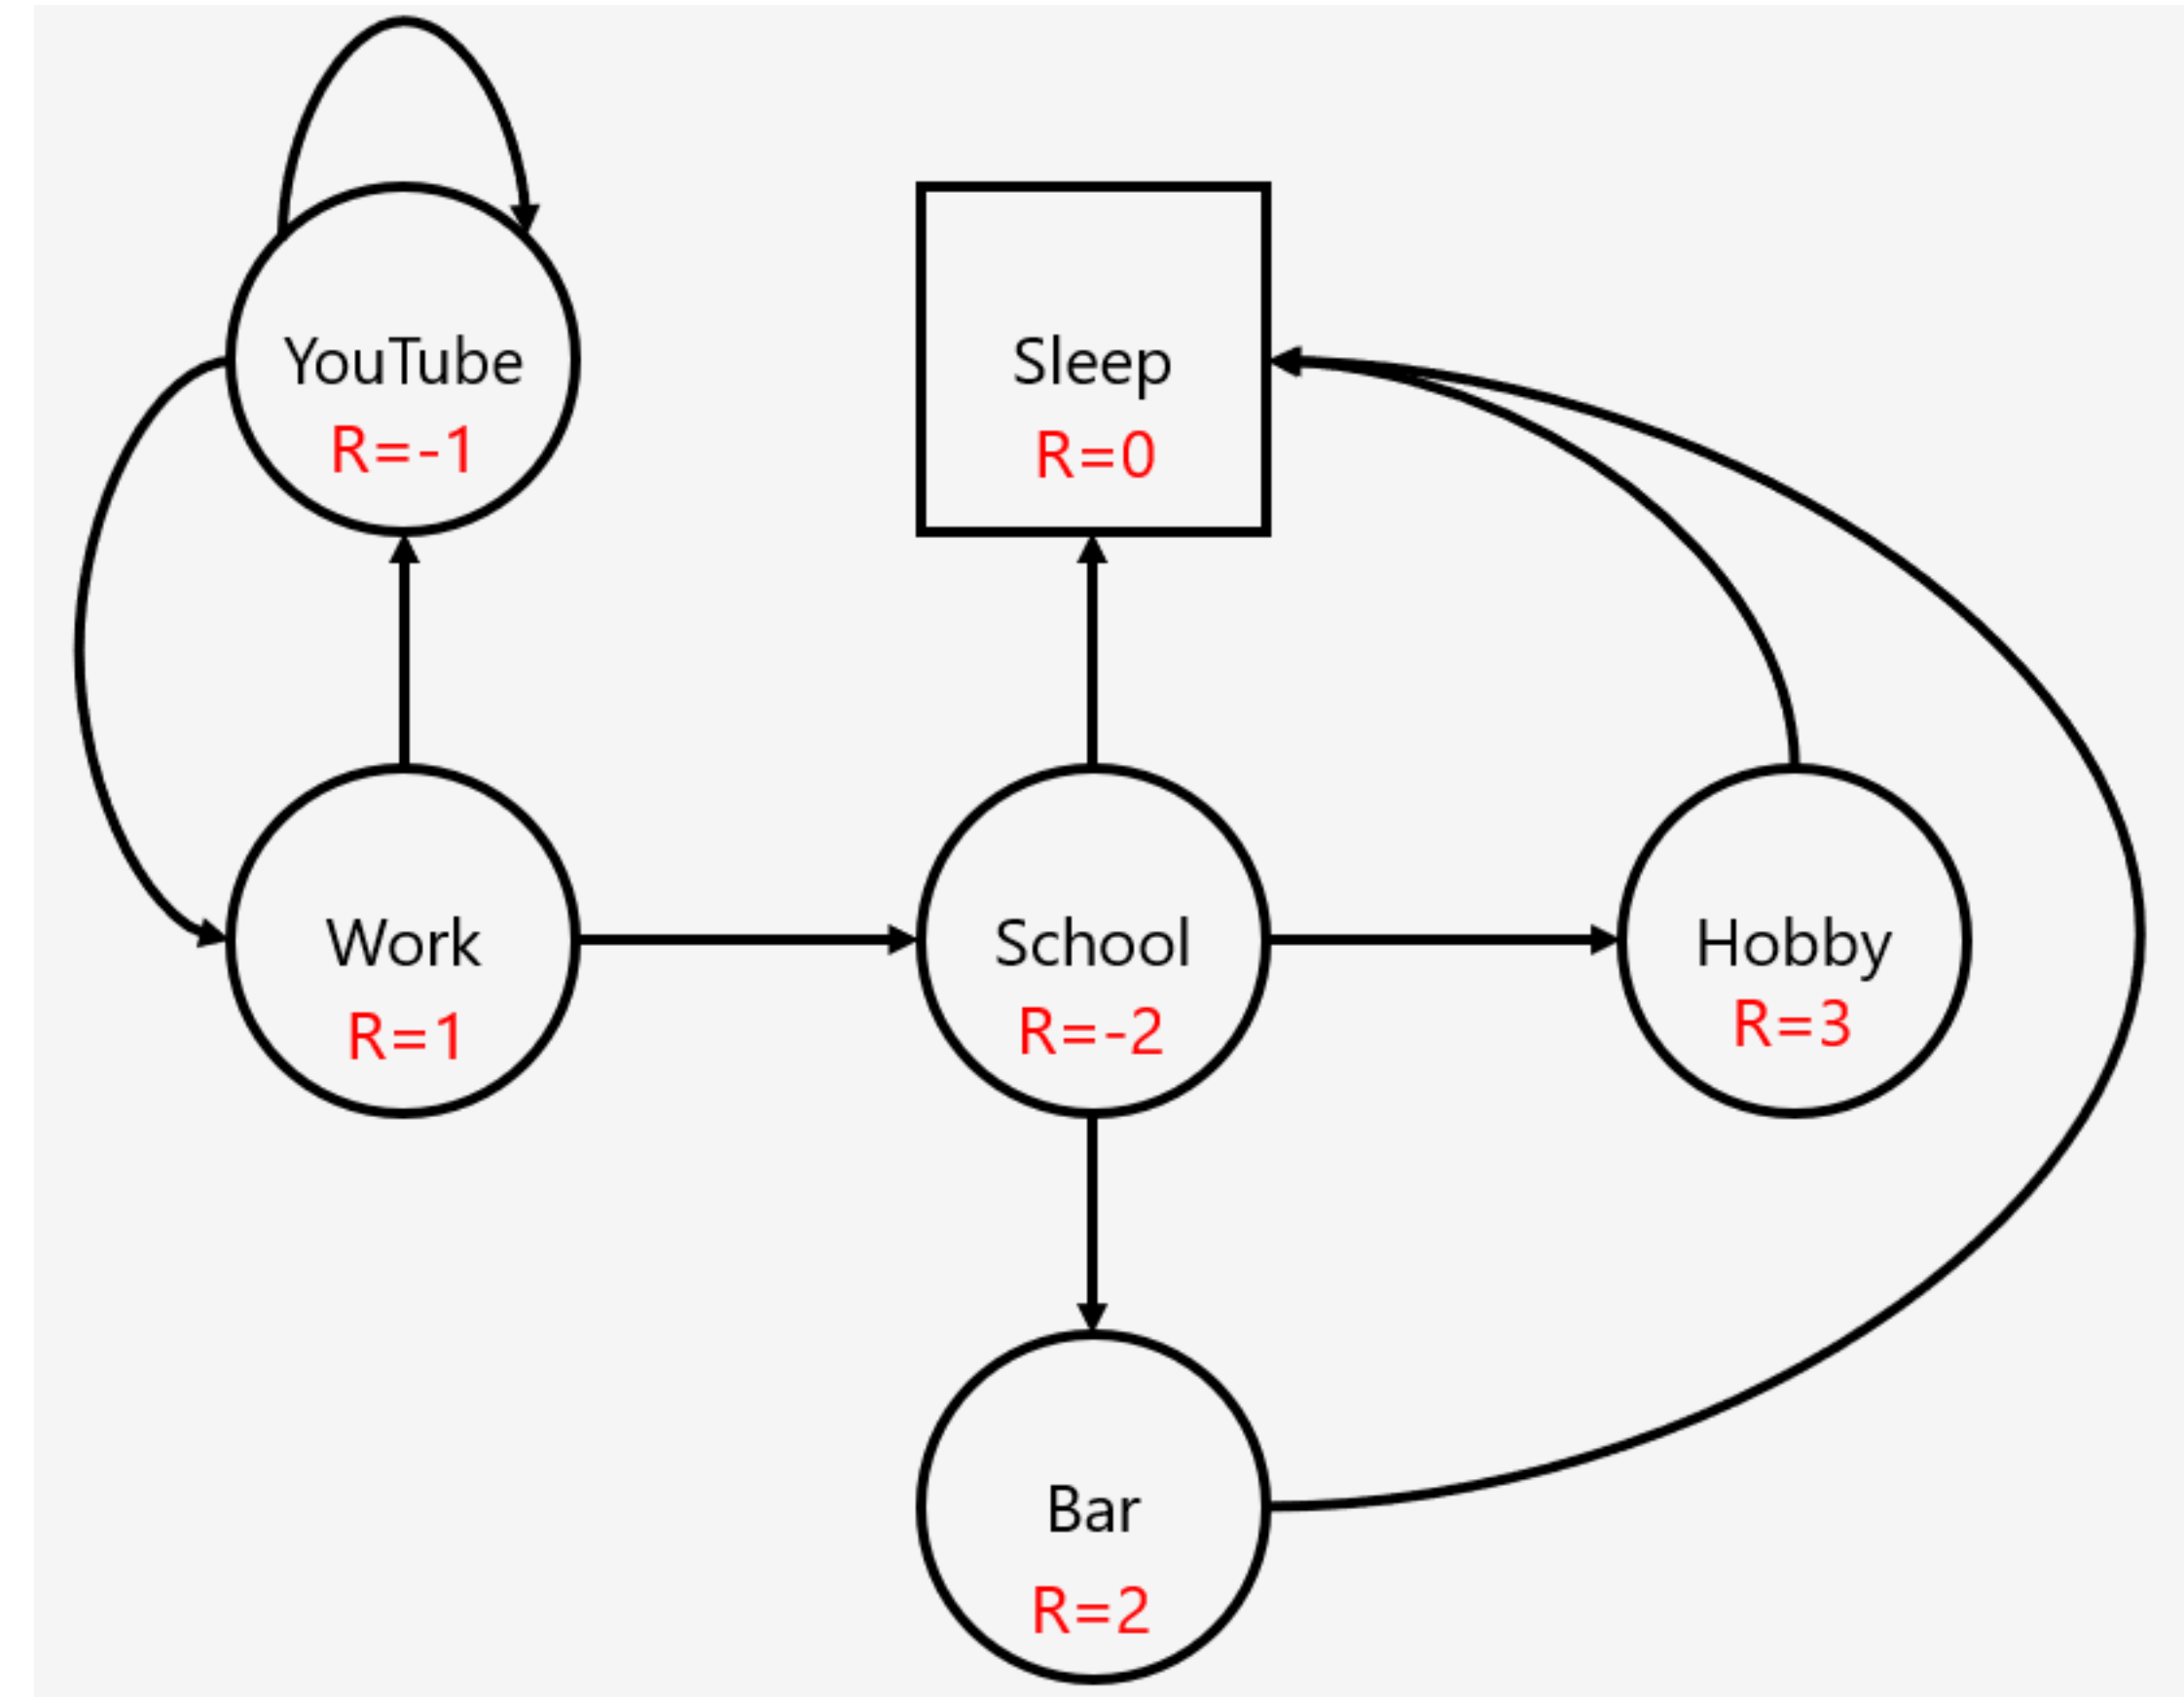 YouTube
R=-1
Sleep
R=0
Work
R=1
School
R=-2
Hobby
R=3
Bar
R=2